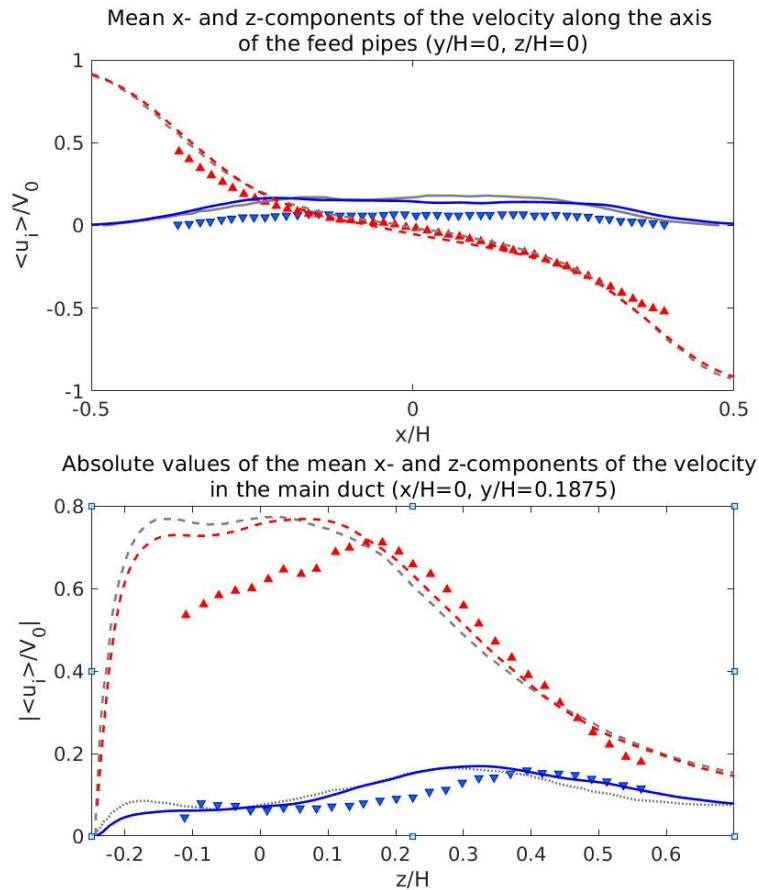 Mean x- and z-components of the velocity along the axis
of the feed pipes (y/H=0, z/H=0)
1
0.5
0
-0.5
-1
<u_i>/V_0
-0.5
0
0.5
x/H
Absolute values of the mean x- and z-components of the velocity
in the main duct (x/H=0, y/H=0.1875)
0.8
0.6
0.4
0.2
0
|<u_i>/V_0|
-0.2
-0.1
0
0.1
0.2
0.3
0.4
0.5
0.6
z/H